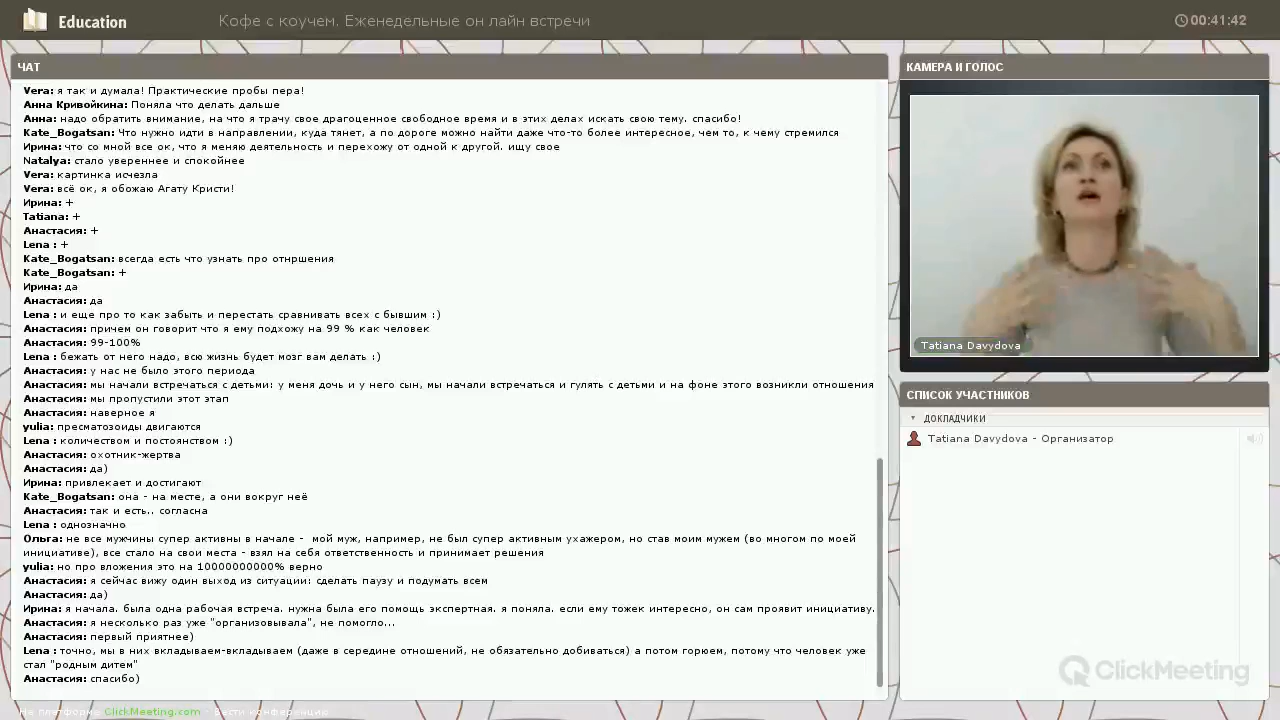 Education
Кофе с коучем. Еженедельные он лайн встречи
00:41:42
ЧАТ
Vera: я так и думала! Практические пробы пера!
Анна Кривойкина: Поняла что делать дальше
Анна: надо обратить внимание, на что я трачу свое драгоценное свободное время и в этих делах искать свою тему. спасибо!
Kate_Bogatsan: Что нужно идти в направлении, куда тянет, а по дороге можно найти даже что-то более интересное, чем то, к чему стремился
Ирина: что со мной все ок, что я меняю деятельность и перехожу от одной к другой. ищу свое
Natalya: стало увереннее и спокойнее
Vera: картинка исчезла
Vera: всё ок, я обожаю Агату Кристи!
Ирина: +
Tatiana: +
Анастасия: +
Lena : +
Kate_Bogatsan: всегда есть что узнать про отнршения
Kate_Bogatsan: +
Ирина: да
Анастасия: да
Lena : и еще про то как забыть и перестать сравнивать всех с бывшим :)
Анастасия: причем он говорит что я ему подхожу на 99 % как человек
Анастасия: 99-100%
Lena : бежать от него надо, всю жизнь будет мозг вам делать :)
Анастасия: у нас не было этого периода
Анастасия: мы начали встречаться с детьми: у меня дочь и у него сын, мы начали встречаться и гулять с детьми и на фоне этого возникли отношения
Анастасия: мы пропустили этот этап
Анастасия: наверное я
yulia: пресматозоиды двигаются
Lena : количеством и постоянством :)
Анастасия: охотник-жертва
Анастасия: да)
Ирина: привлекает и достигают
Kate_Bogatsan: она - на месте, а они вокруг неё
Анастасия: так и есть.. согласна
Lena : однозначно
Ольга: не все мужчины супер активны в начале - мой муж, например, не был супер активным ухажером, но став моим мужем (во многом по моей
инициативе), все стало на свои места - взял на себя ответственность и принимает решения
yulia: но про вложения это на 10000000000% верно
Анастасия: я сейчас вижу один выход из ситуации: сделать паузу и подумать всем
Анастасия: да)
Ирина: я начала. была одна рабочая встреча. нужна была его помощь экспертная. я поняла. если ему тожек интересно, он сам проявит инициативу.
Анастасия: я несколько раз уже "организовывала", не помогло...
Анастасия: первый приятнее)
Lena : точно, мы в них вкладываем-вкладываем (даже в середине отношений, не обязательно добиваться) а потом горюем, потому что человек уже
стал "родным дитем"
Анастасия: спасибо)
КАМЕРА И ГОЛОС
Tatiana Davydova
СПИСОК УЧАСТНИКОВ
ДОКЛАДЧИКИ
Tatiana Davydova - Организатор
ClickMeeting
На платформе ClickMeeting.com - Вести конференцию